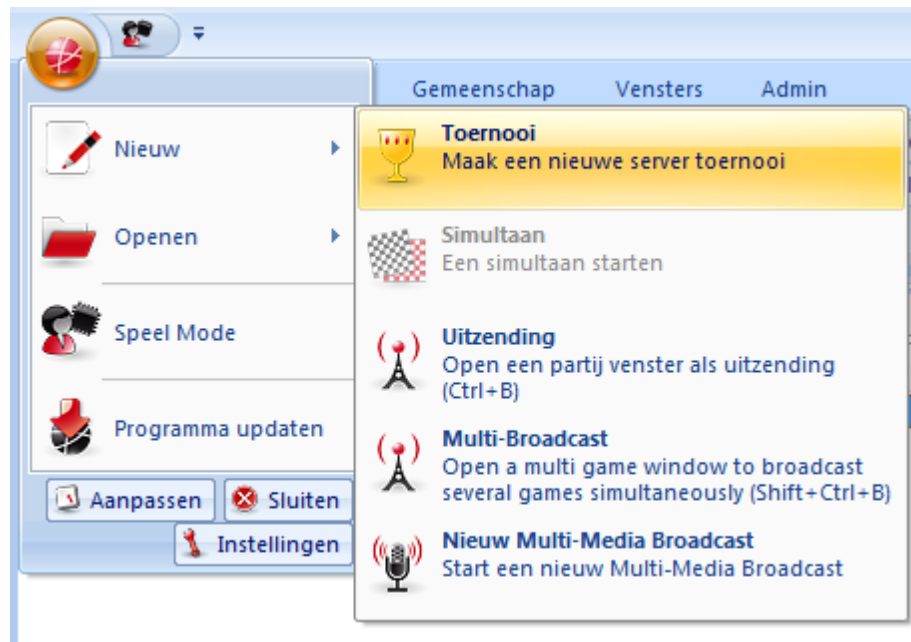 Gemeenschap Vensters Admin
Nieuw
Openen
Speel Mode
Programma updaten
Aanpassen Sluiten
Instellingen
Toernooi
Maak een nieuwe server toernooi
Simultaan
Een simultaan starten
Uitzending
Open een partij venster als uitzending
(Ctrl+B)
Multi-Broadcast
Open a multi game window to broadcast
several games simultaneously (Shift+Ctrl+B)
Nieuw Multi-Media Broadcast
Start een nieuw Multi-Media Broadcast